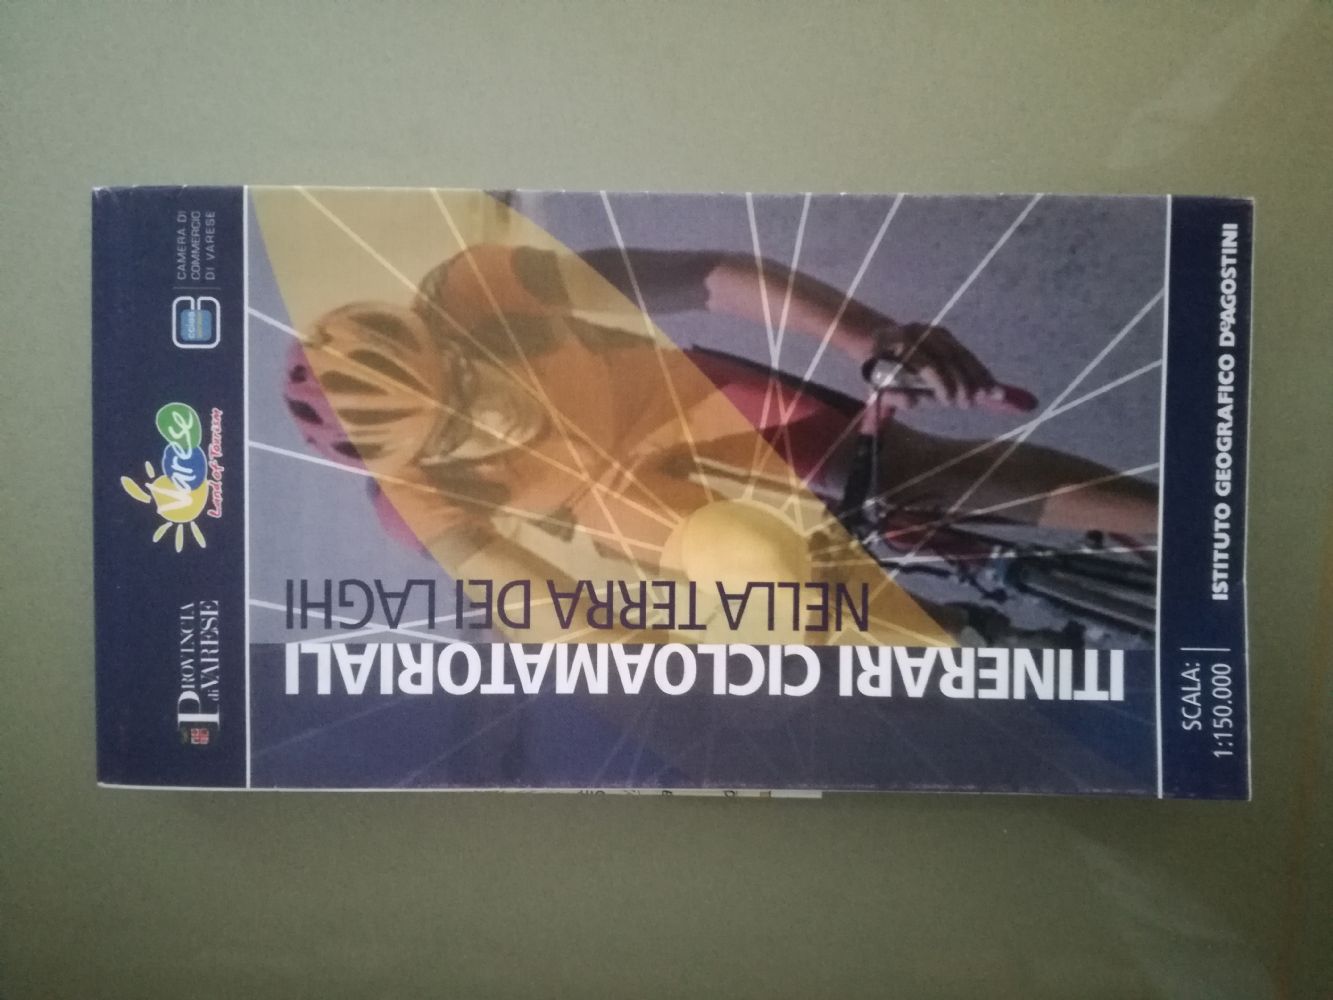 PROVINCIA
di VARESE
Varese
Land of Tourism
CAMERA DI
COMMERCIO
DI VARESE
ITINERARI CICLOAMATORIALI
NELLA TERRA DEI LAGHI
SCALA:
1:150.000
ISTITUTO GEOGRAFICO DeAGOSTINI